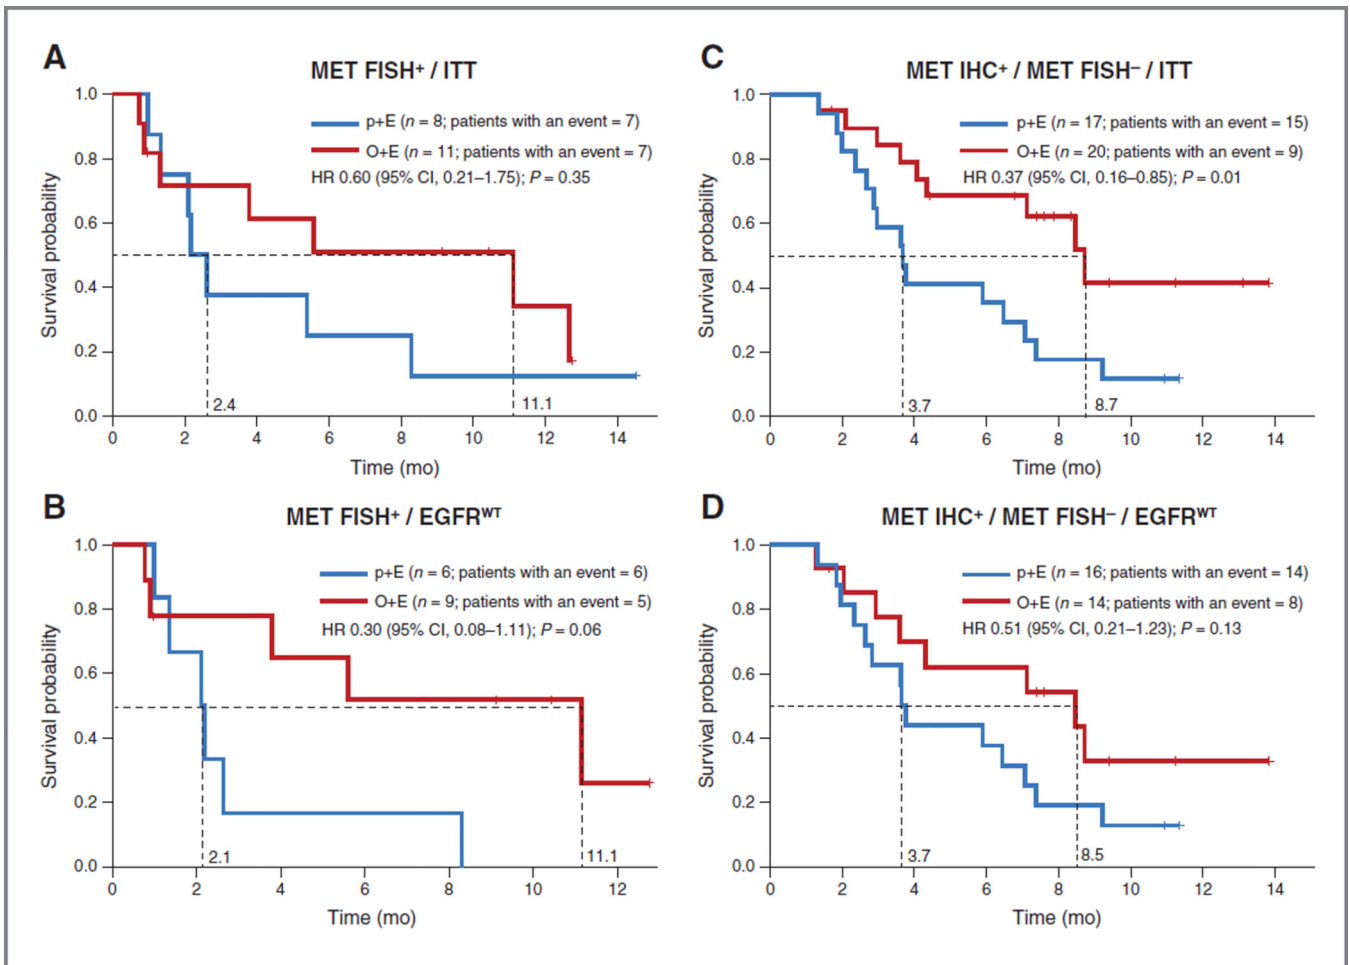 A
MET FISH+ / ITT
p+E (n = 8; patients with an event = 7)
O+E (n = 11; patients with an event = 7)
HR 0.60 (95% CI, 0.21–1.75); P = 0.35
Survival probability
1.0
0.8
0.6
0.4
0.2
0.0
2.4
11.1
0 2 4 6 8 10 12 14
Time (mo)
B
MET FISH+ / EGFRWT
p+E (n = 6; patients with an event = 6)
O+E (n = 9; patients with an event = 5)
HR 0.30 (95% CI, 0.08–1.11); P = 0.06
Survival probability
1.0
0.8
0.6
0.4
0.2
0.0
2.1
11.1
0 2 4 6 8 10 12
Time (mo)
C
MET IHC+ / MET FISH– / ITT
p+E (n = 17; patients with an event = 15)
O+E (n = 20; patients with an event = 9)
HR 0.37 (95% CI, 0.16–0.85); P = 0.01
Survival probability
1.0
0.8
0.6
0.4
0.2
0.0
3.7
8.7
0 2 4 6 8 10 12 14
Time (mo)
D
MET IHC+ / MET FISH– / EGFRWT
p+E (n = 16; patients with an event = 14)
O+E (n = 14; patients with an event = 8)
HR 0.51 (95% CI, 0.21–1.23); P = 0.13
Survival probability
1.0
0.8
0.6
0.4
0.2
0.0
3.7
8.5
0 2 4 6 8 10 12 14
Time (mo)